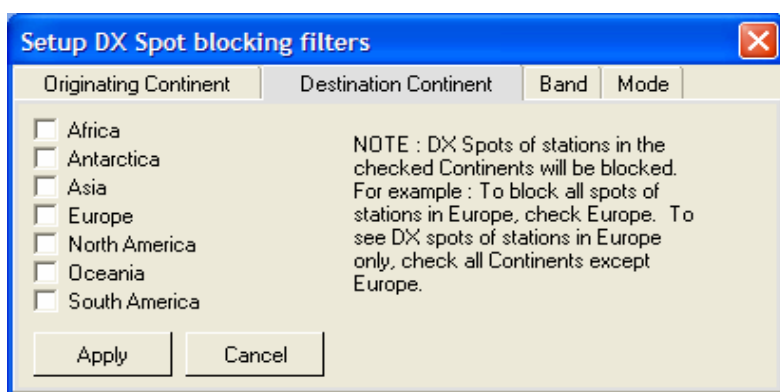 Setup DX Spot blocking filters
Originating Continent
Destination Continent
Band
Mode
Africa
Antarctica
Asia
Europe
North America
Oceania
South America
NOTE : DX Spots of stations in the
checked Continents will be blocked.
For example : To block all spots of
stations in Europe, check Europe.  To
see DX spots of stations in Europe
only, check all Continents except
Europe.
Apply
Cancel